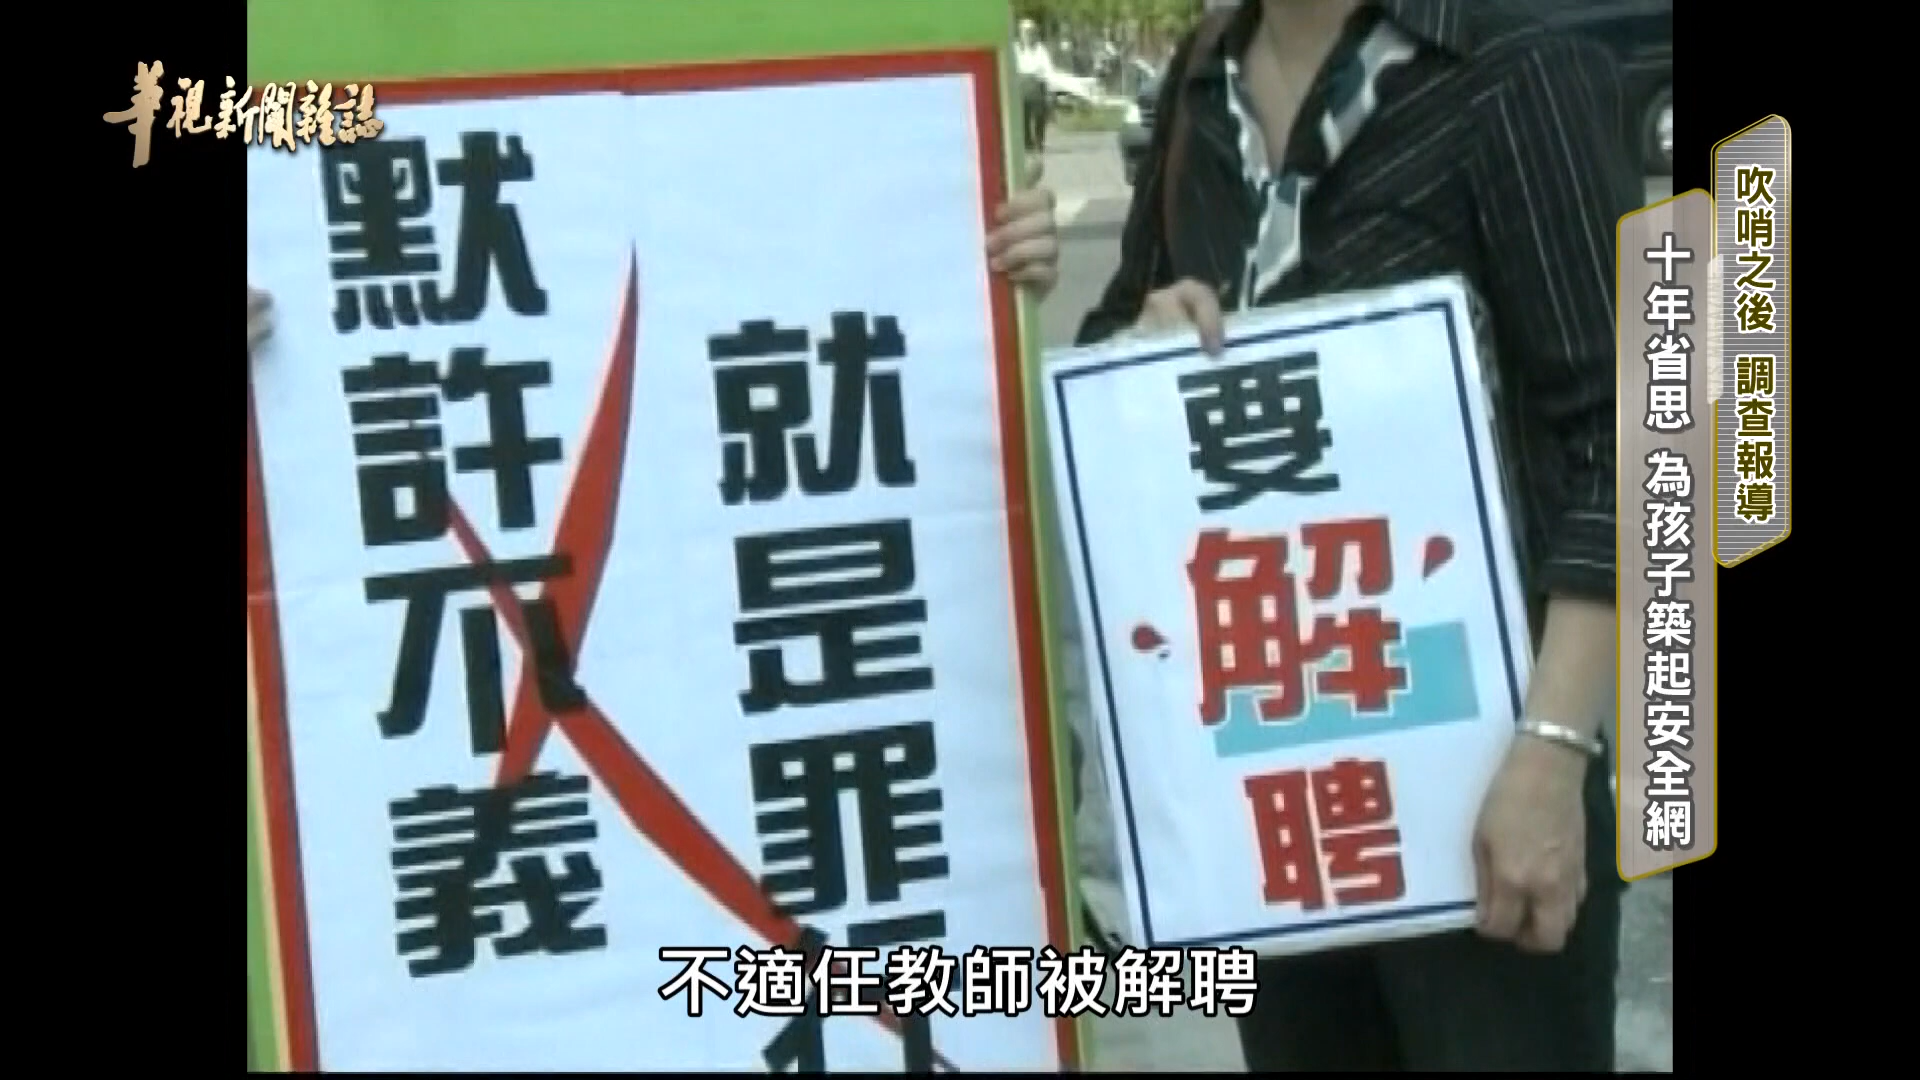 華視新聞雜誌
吹哨之後 調查報導
十年省思 為孩子築起安全網
默許不義
就是罪行
要解聘
不適任教師被解聘